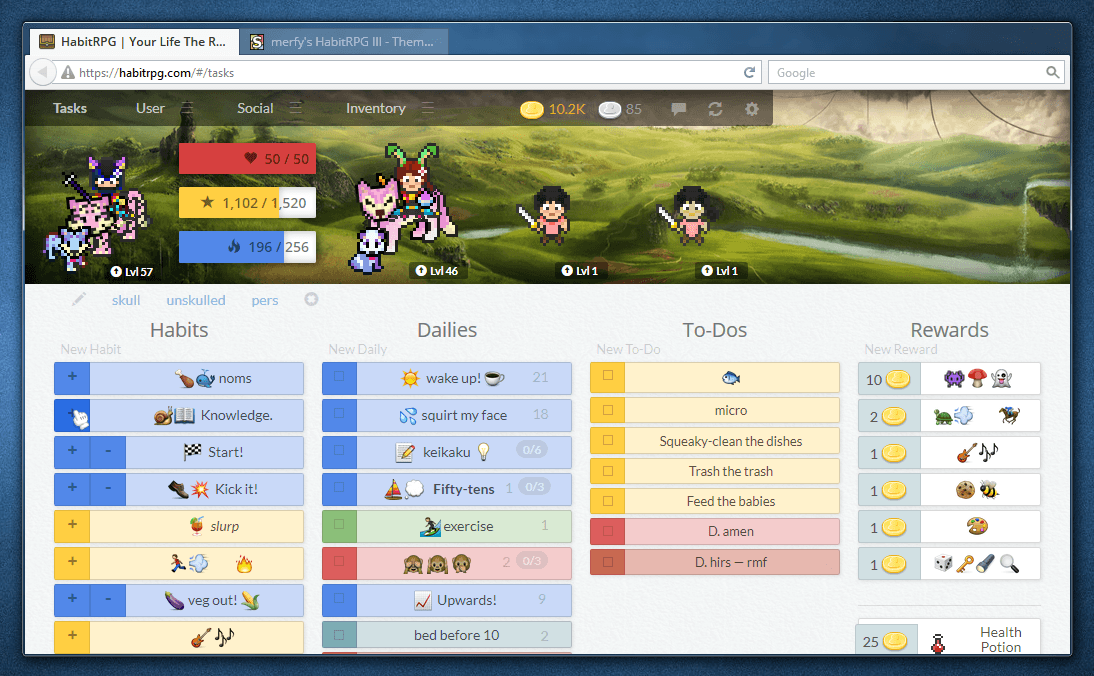 HabitRPG | Your Life The R...
merfy's HabitRPG III - Them...
https://habitrpg.com/#/tasks
Google
Tasks
User
Social
Inventory
10.2K
85
50 / 50
1,102 / 1,520
196 / 256
Lvl 57
Lvl 46
Lvl 1
Lvl 1
skull
unskulled
pers
Habits
New Habit
+ noms
Knowledge.
+ - Start!
+ - Kick it!
+ slurp
+
+ - veg out!
+
Dailies
New Daily
wake up! 21
squirt my face 18
keikaku 0/6
Fifty-tens 1 0/3
exercise 1
2 0/3
Upwards! 9
bed before 10 2
To-Dos
New To-Do
micro
Squeaky-clean the dishes
Trash the trash
Feed the babies
D. amen
D. hirs — rmf
Rewards
New Reward
10
2
1
1
1
1
25 Health
Potion